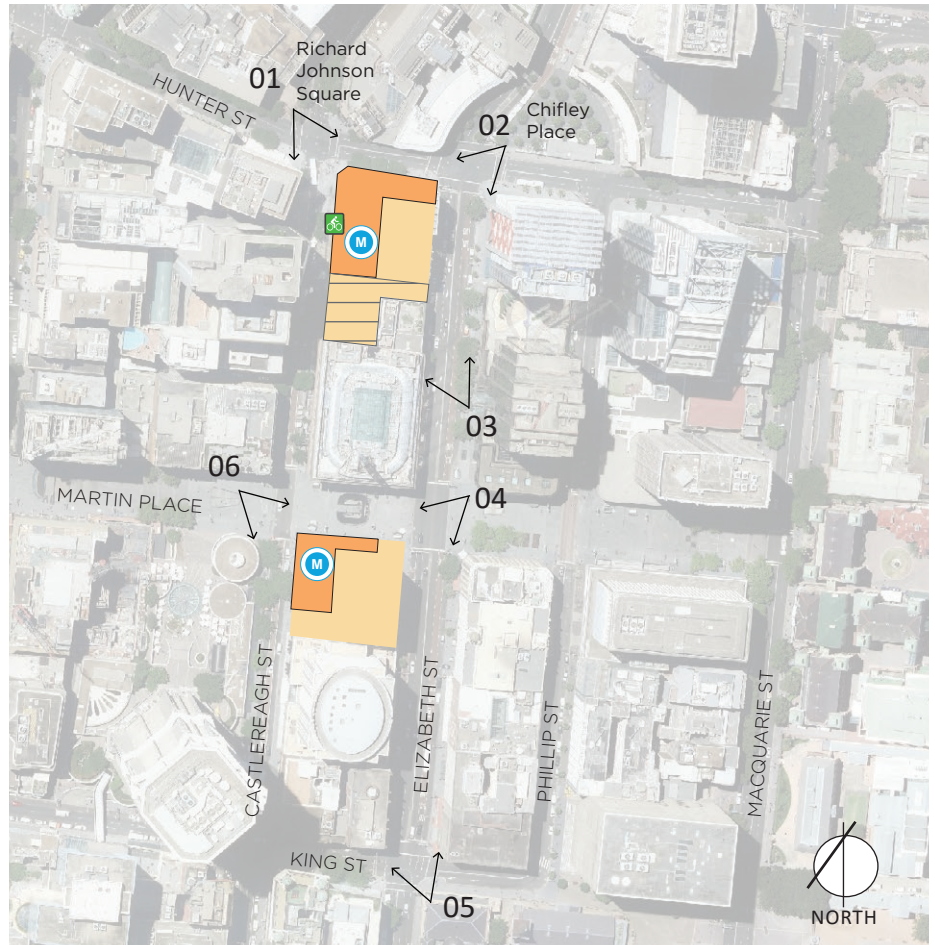 Richard
Johnson
Square
01
HUNTER ST
02
Chifley
Place
M
03
06
04
MARTIN PLACE
M
CASTLEREAGH ST
ELIZABETH ST
PHILLIP ST
MACQUARIE ST
KING ST
05
NORTH